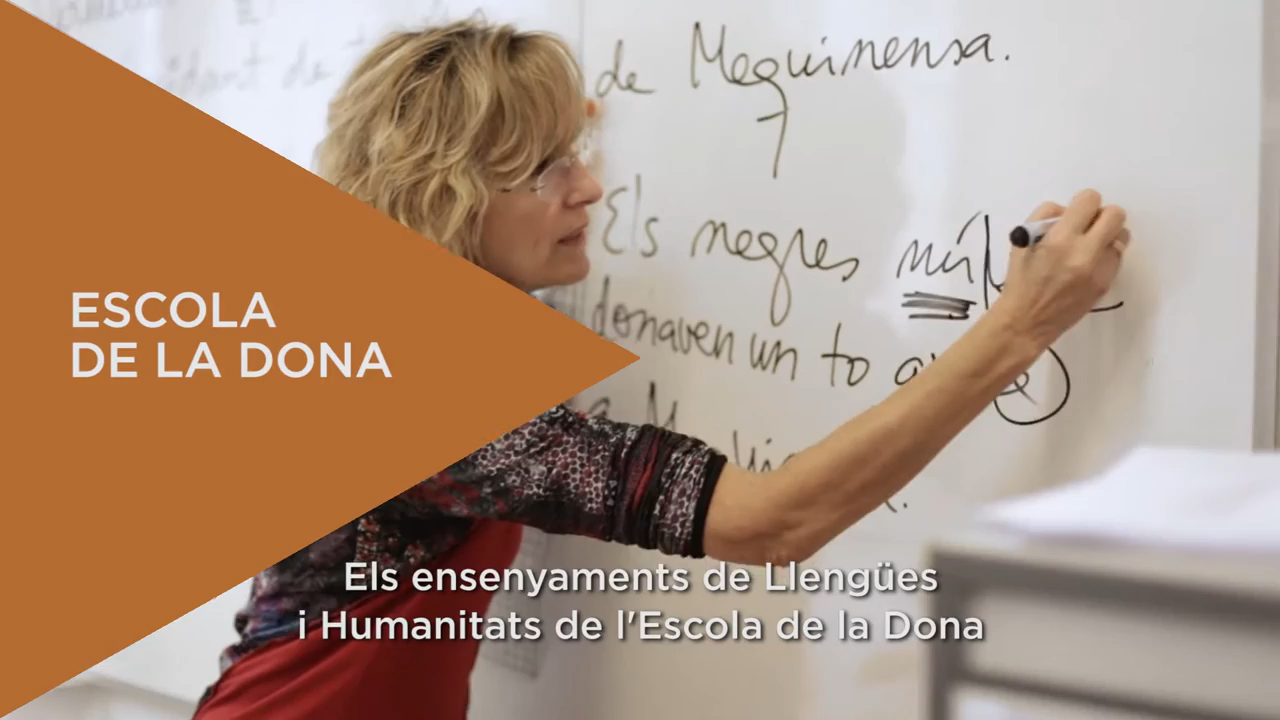 de Mequinensa.
Els negres
donaven un to
ESCOLA
DE LA DONA
Els ensenyaments de Llengües
i Humanitats de l'Escola de la Dona